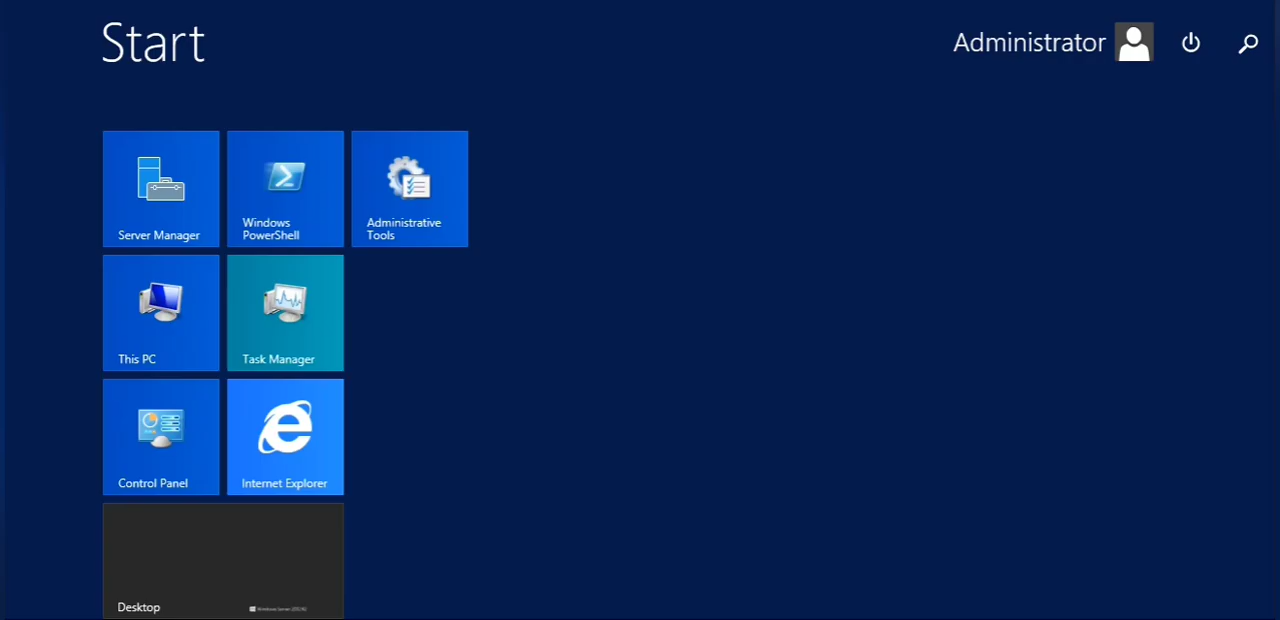 Start
Administrator
Server Manager
Windows
PowerShell
Administrative
Tools
This PC
Task Manager
Control Panel
Internet Explorer
Desktop